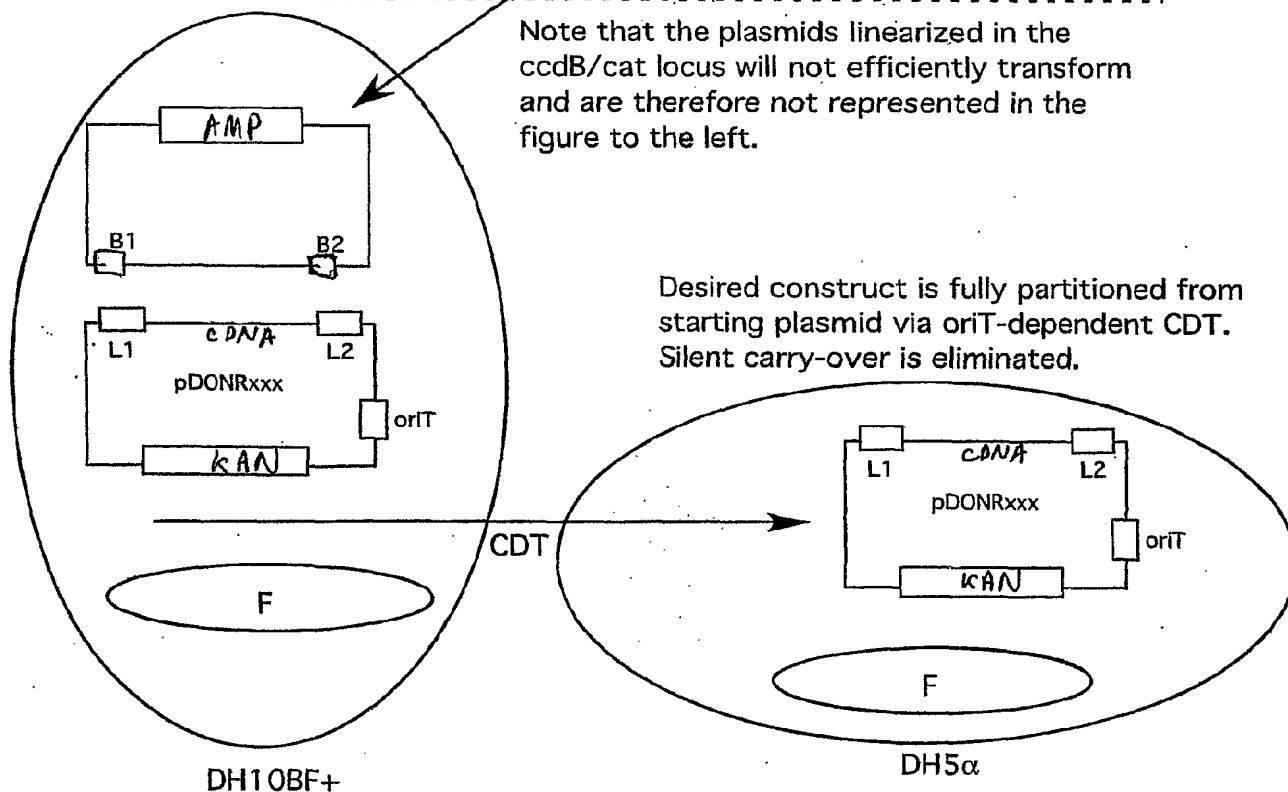 Note that the plasmids linearized in the
ccdB/cat locus will not efficiently transform
and are therefore not represented in the
figure to the left.
AMP
B1
B2
L1
cDNA
L2
pDONRxxx
oriT
KAN
Desired construct is fully partitioned from
starting plasmid via oriT-dependent CDT.
Silent carry-over is eliminated.
L1
cDNA
L2
pDONRxxx
oriT
KAN
CDT
F
F
DH10BF+
DH5α